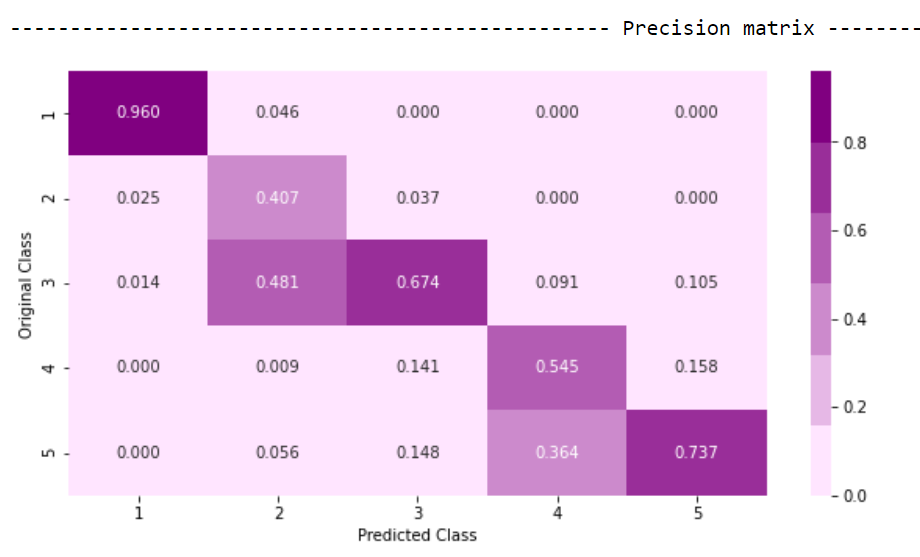 -------------------------------------------------- Precision matrix --------
1 0.960 0.046 0.000 0.000 0.000
0.8
2 0.025 0.407 0.037 0.000 0.000
0.6
3 0.014 0.481 0.674 0.091 0.105
0.4
4 0.000 0.009 0.141 0.545 0.158
0.2
5 0.000 0.056 0.148 0.364 0.737
0.0
Original Class
1 2 3 4 5
Predicted Class